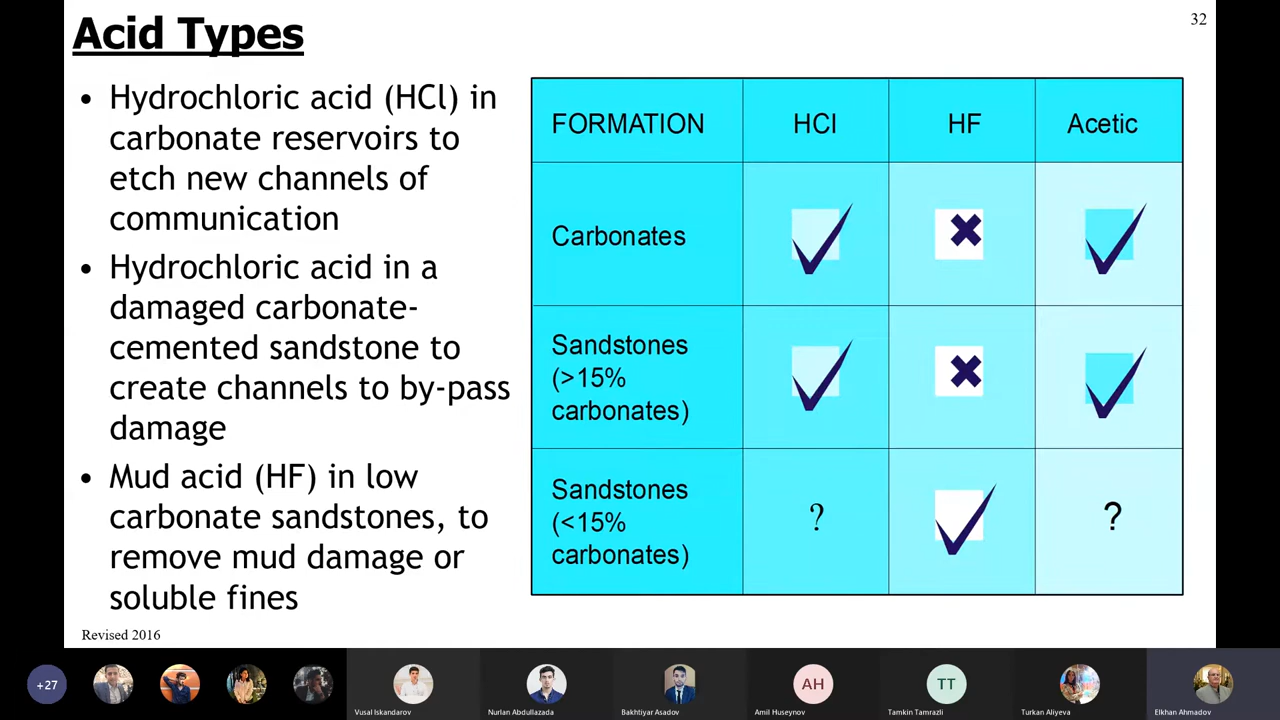 Acid Types
32
• Hydrochloric acid (HCl) in
carbonate reservoirs to
etch new channels of
communication
• Hydrochloric acid in a
damaged carbonate-
cemented sandstone to
create channels to by-pass
damage
• Mud acid (HF) in low
carbonate sandstones, to
remove mud damage or
soluble fines
FORMATION HCl HF Acetic
Carbonates
Sandstones
(>15%
carbonates)
Sandstones
(<15%
carbonates)
? ?
Revised 2016
+27
AH
TT
Vusal Iskandarov
Nurlan Abdullazada
Bakhtiyar Asadov
Amil Huseynov
Tamkin Tamrazli
Turkan Aliyeva
Elkhan Ahmadov